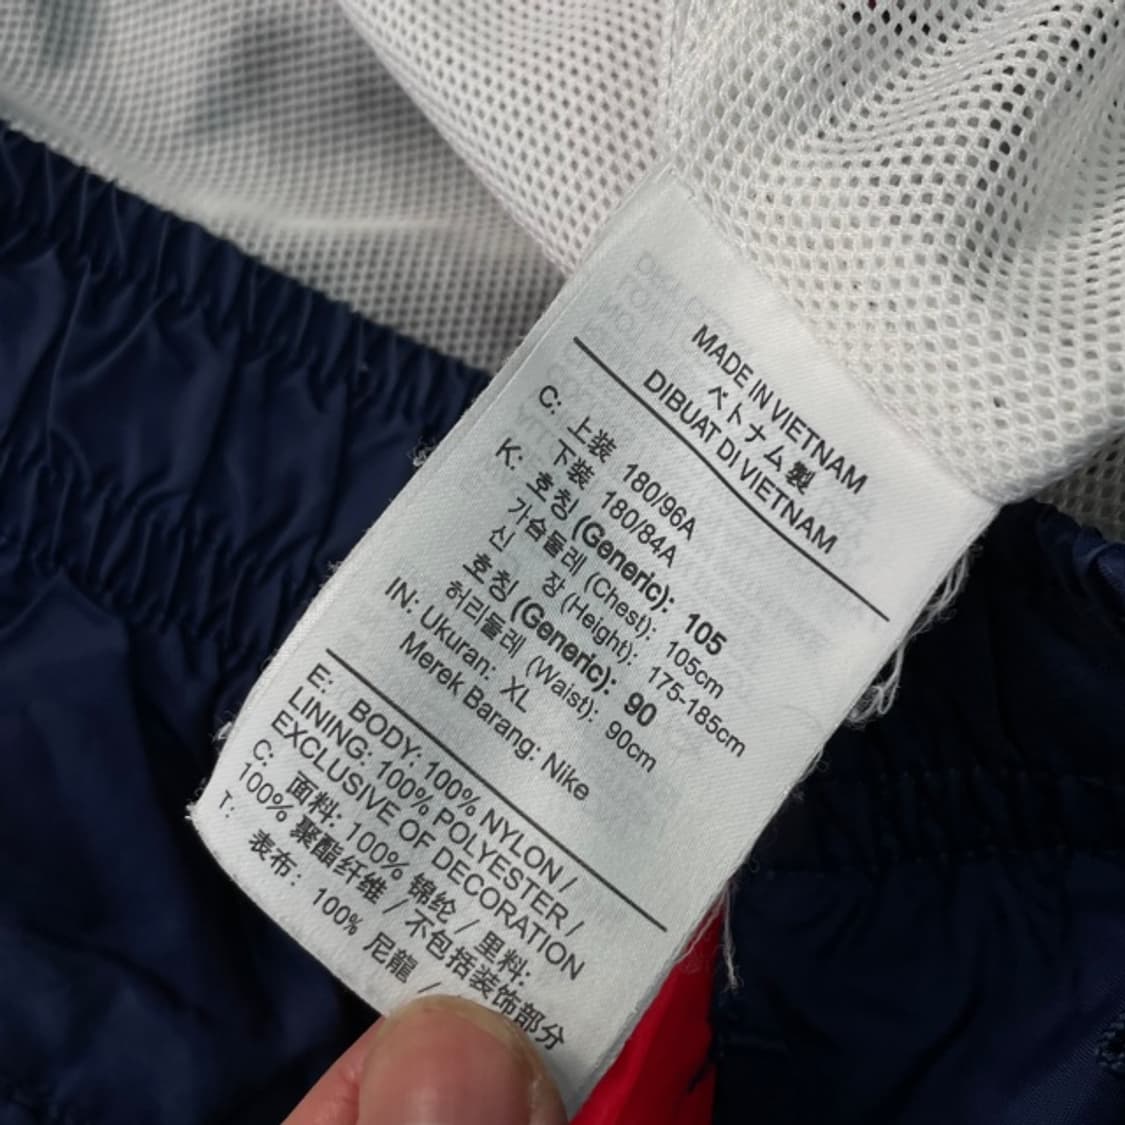 MADE IN VIETNAM
ベトナム製
DIBUAT DI VIETNAM
C: 上装 180/96A
下装 180/84A
K: 호칭 (Generic): 105
가슴둘레 (Chest): 105cm
신 장 (Height): 175-185cm
호칭 (Generic): 90
허리둘레 (Waist): 90cm
IN: Ukuran: XL
Merek Barang: Nike
E: BODY: 100% NYLON /
LINING: 100% POLYESTER /
EXCLUSIVE OF DECORATION
C: 面料: 100% 锦纶 / 里料:
100% 聚酯纤维 / 不包括装饰部分
T: 表布: 100% 尼龍 /